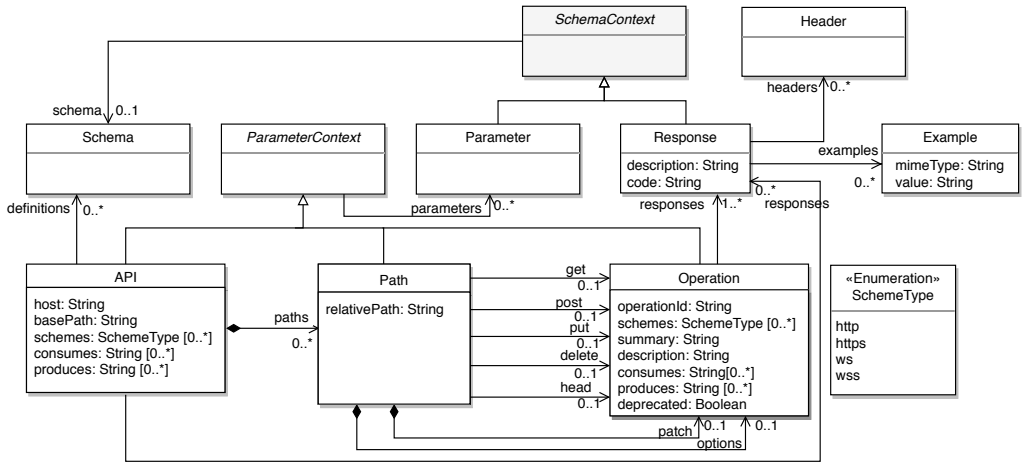 SchemaContext
Header
schema
0..1
headers
0..*
Schema
ParameterContext
Parameter
Response
description: String
code: String
examples
0..*
Example
mimeType: String
value: String
definitions
0..*
parameters
0..*
responses
1..*
0..*
responses
API
host: String
basePath: String
schemes: SchemeType [0..*]
consumes: String [0..*]
produces: String [0..*]
paths
0..*
Path
relativePath: String
get
0..1
post
0..1
put
0..1
delete
0..1
head
0..1
patch
0..1
options
0..1
Operation
operationId: String
schemes: SchemeType [0..*]
summary: String
description: String
consumes: String[0..*]
produces: String [0..*]
deprecated: Boolean
«Enumeration»
SchemeType
http
https
ws
wss